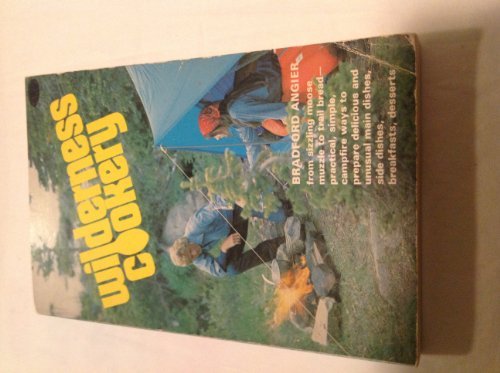 wilderness
cookery
BRADFORD ANGIER
from sizzling moose
muzzle to trail bread—
practical, simple,
campfire ways to
prepare delicious and
unusual main dishes,
side dishes,
breakfasts, desserts